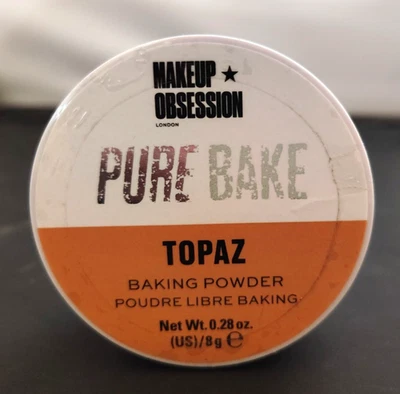 MAKEUP ★
OBSESSION
LONDON
PURE BAKE
TOPAZ
BAKING POWDER
POUDRE LIBRE BAKING
Net Wt. 0.28 oz.
(US)/8g ℮